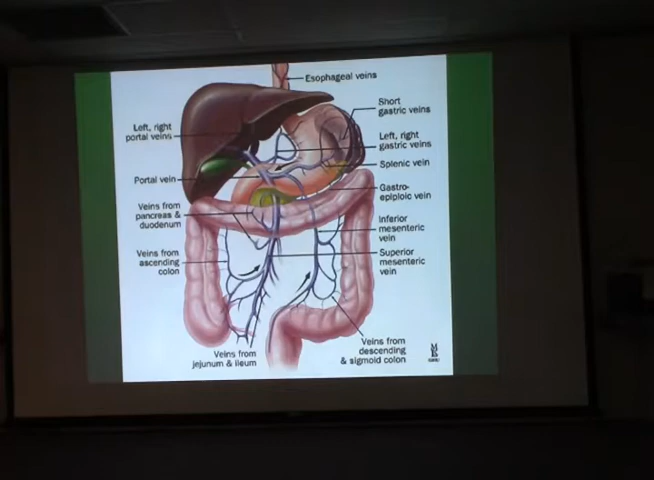 Esophageal veins
Short
gastric veins
Left, right
portal veins
Left, right
gastric veins
Splenic vein
Portal vein
Gastro-
epiploic vein
Veins from
pancreas &
duodenum
Inferior
mesenteric
vein
Veins from
ascending
colon
Superior
mesenteric
vein
Veins from
jejunum & ileum
Veins from
descending
& sigmoid colon